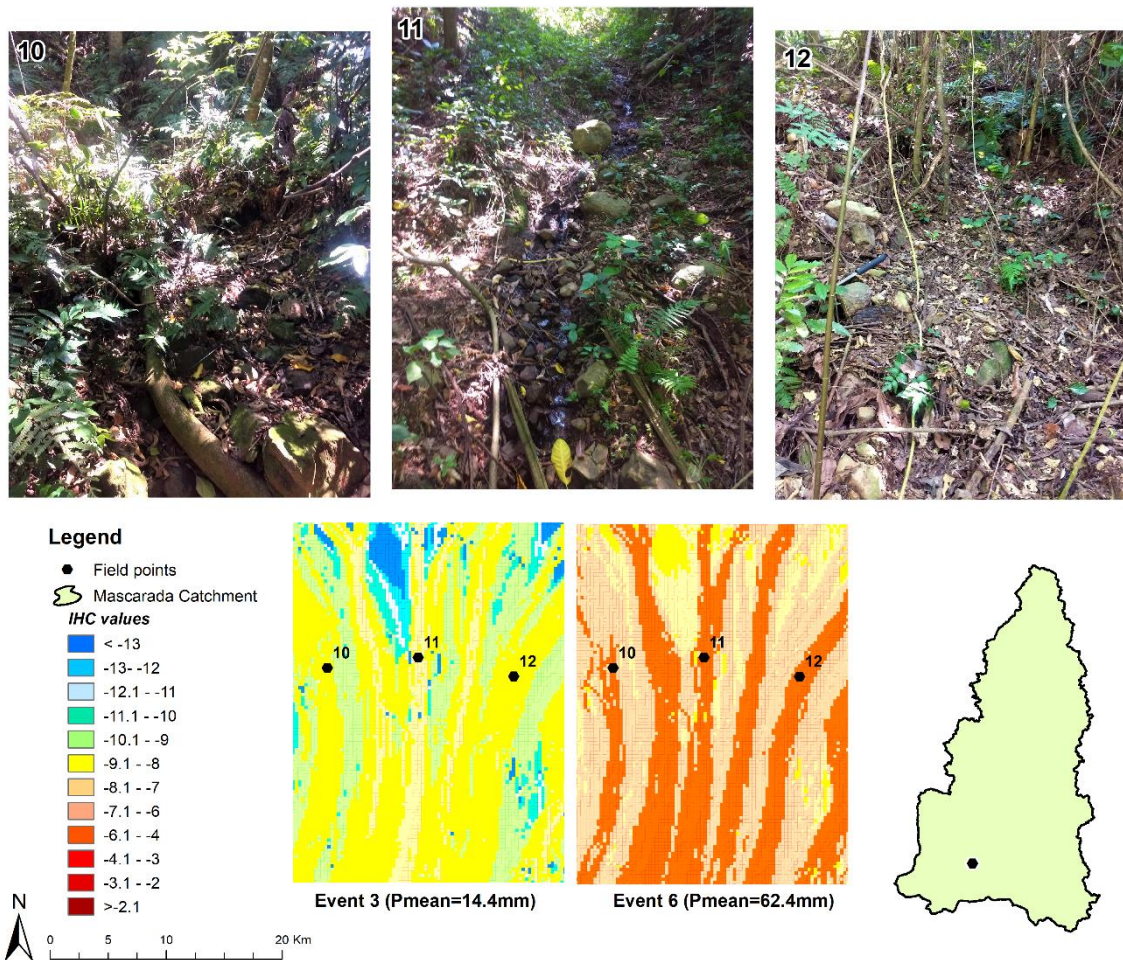 10
11
12
Legend
Field points
Mascarada Catchment
IHC values
< -13
-13- -12
-12.1 - -11
-11.1 - -10
-10.1 - -9
-9.1 - -8
-8.1 - -7
-7.1 - -6
-6.1 - -4
-4.1 - -3
-3.1 - -2
>-2.1
10
11
12
10
11
12
Event 3 (Pmean=14.4mm)
Event 6 (Pmean=62.4mm)
N
0 5 10 20 Km